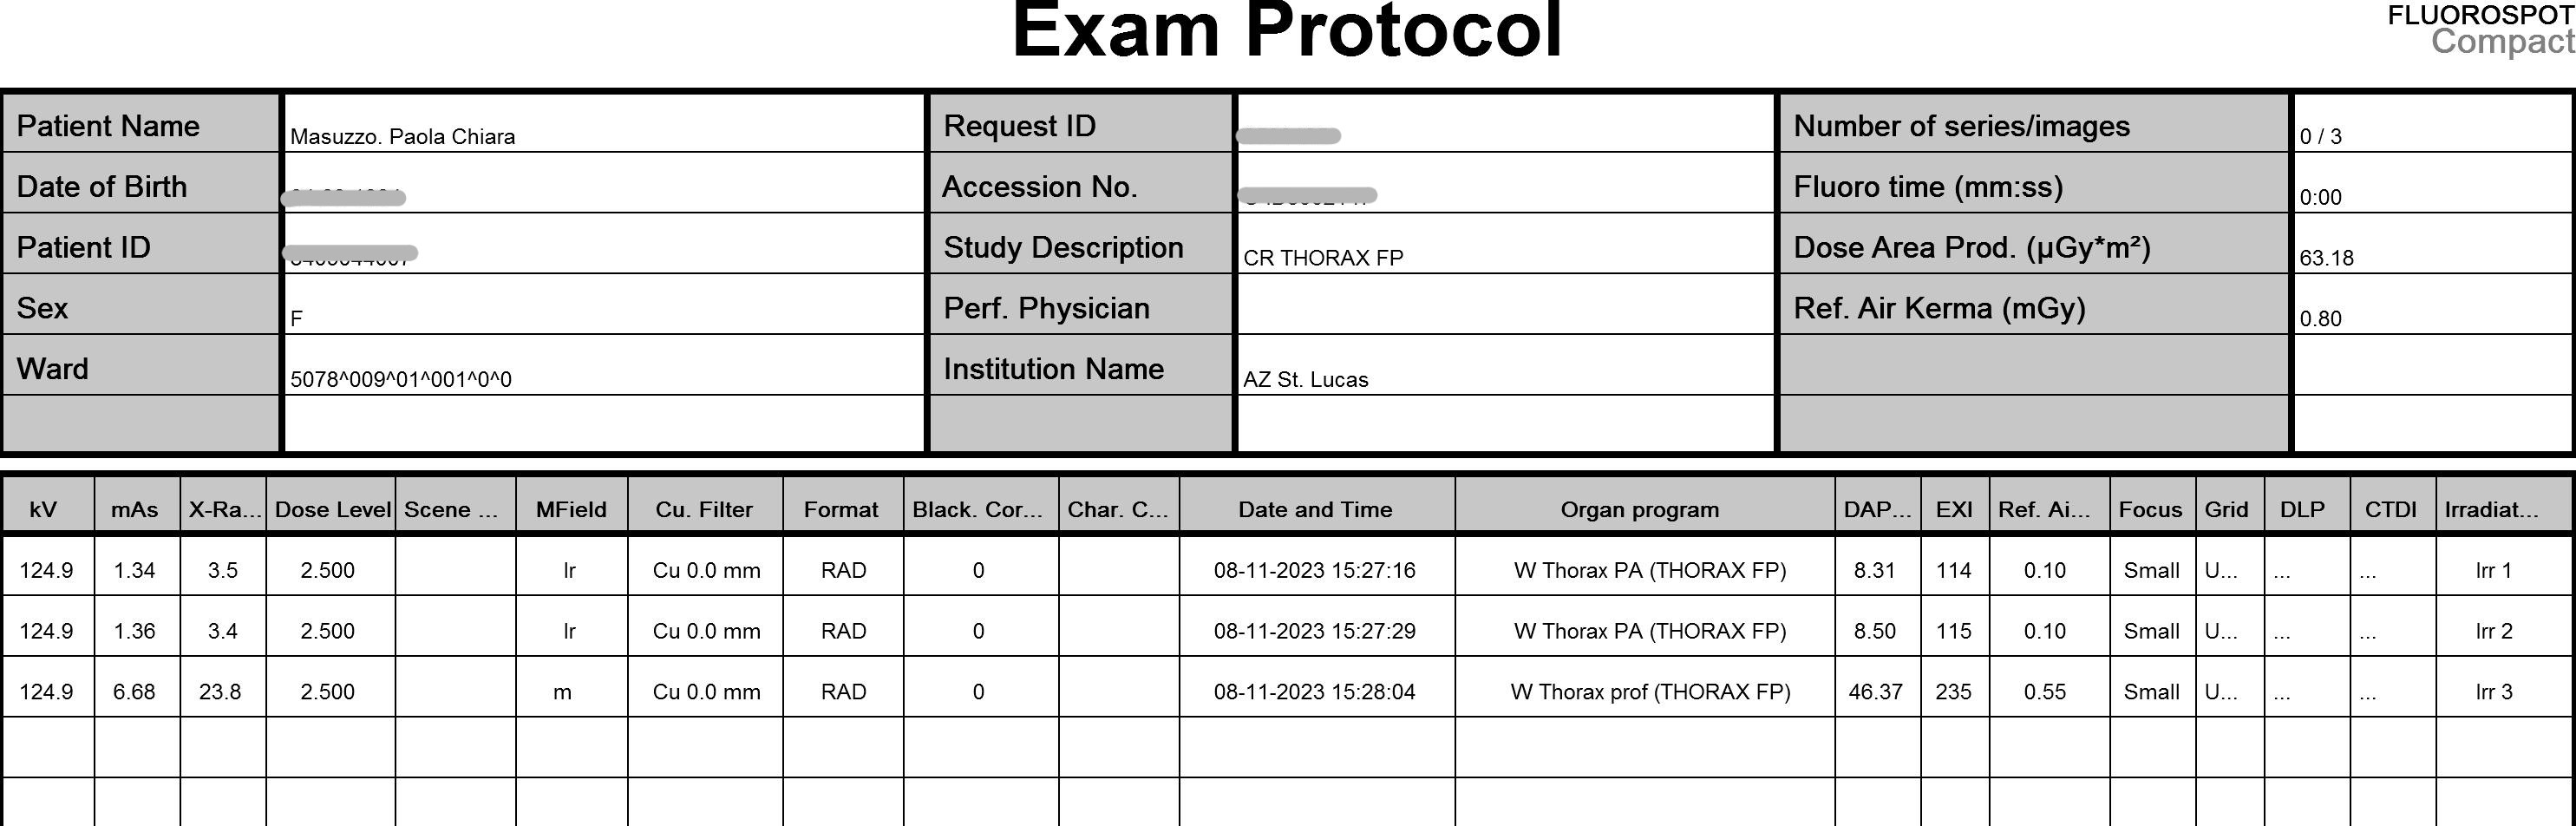 Exam Protocol
FLUOROSPOT
Compact
Patient Name Masuzzo. Paola Chiara Request ID Number of series/images 0 / 3
Date of Birth Accession No. Fluoro time (mm:ss) 0:00
Patient ID Study Description CR THORAX FP Dose Area Prod. (µGy*m²) 63.18
Sex F Perf. Physician Ref. Air Kerma (mGy) 0.80
Ward 5078^009^01^001^0^0 Institution Name AZ St. Lucas
kV mAs X-Ra... Dose Level Scene ... MField Cu. Filter Format Black. Cor... Char. C... Date and Time Organ program DAP... EXI Ref. Ai... Focus Grid DLP CTDI Irradiat...
124.9 1.34 3.5 2.500 lr Cu 0.0 mm RAD 0 08-11-2023 15:27:16 W Thorax PA (THORAX FP) 8.31 114 0.10 Small U... ... ... Irr 1
124.9 1.36 3.4 2.500 lr Cu 0.0 mm RAD 0 08-11-2023 15:27:29 W Thorax PA (THORAX FP) 8.50 115 0.10 Small U... ... ... Irr 2
124.9 6.68 23.8 2.500 m Cu 0.0 mm RAD 0 08-11-2023 15:28:04 W Thorax prof (THORAX FP) 46.37 235 0.55 Small U... ... ... Irr 3